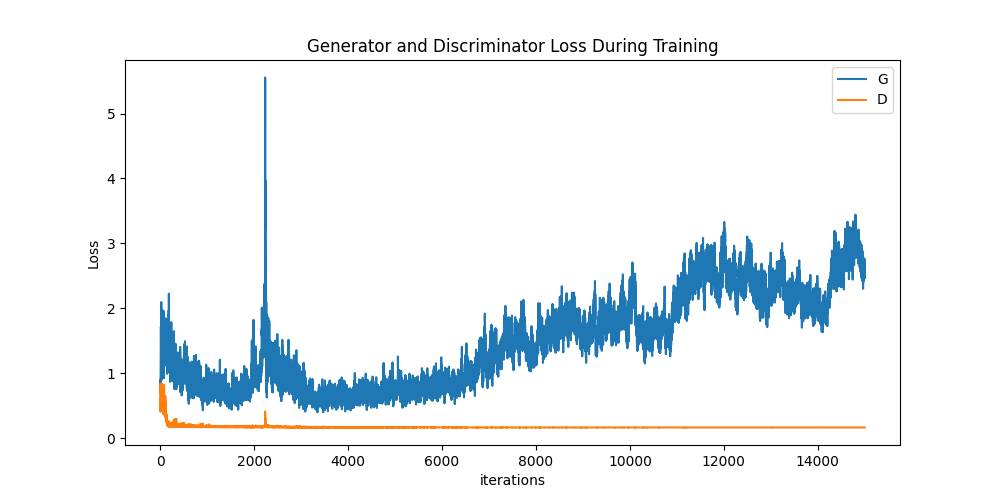 Generator and Discriminator Loss During Training
G
D
5
4
3
2
1
0
Loss
0 2000 4000 6000 8000 10000 12000 14000
iterations